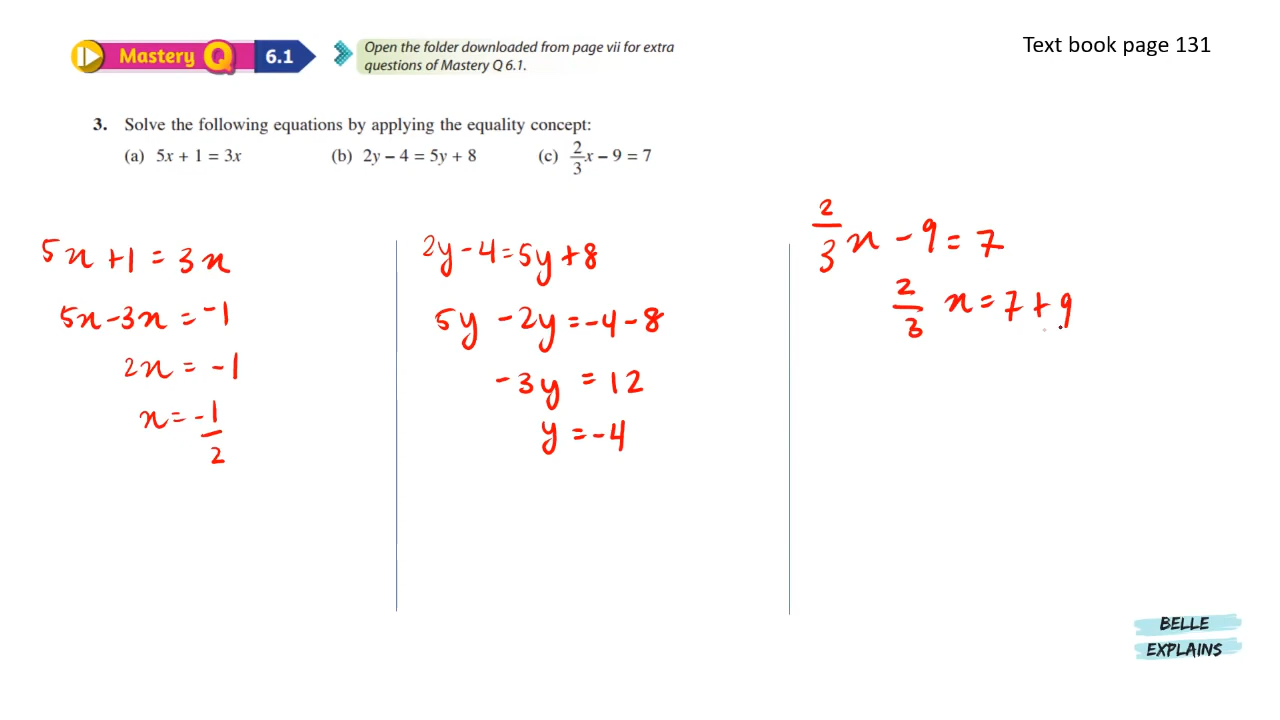 Mastery Q 6.1
Open the folder downloaded from page vii for extra
questions of Mastery Q 6.1.
Text book page 131
3. Solve the following equations by applying the equality concept:
(a) 5x + 1 = 3x (b) 2y – 4 = 5y + 8 (c) 2/3 x – 9 = 7
5x + 1 = 3x
5x - 3x = -1
2x = -1
x = -1/2
2y - 4 = 5y + 8
5y - 2y = -4 - 8
-3y = 12
y = -4
2/3 x - 9 = 7
2/3 x = 7 + 9
BELLE
EXPLAINS